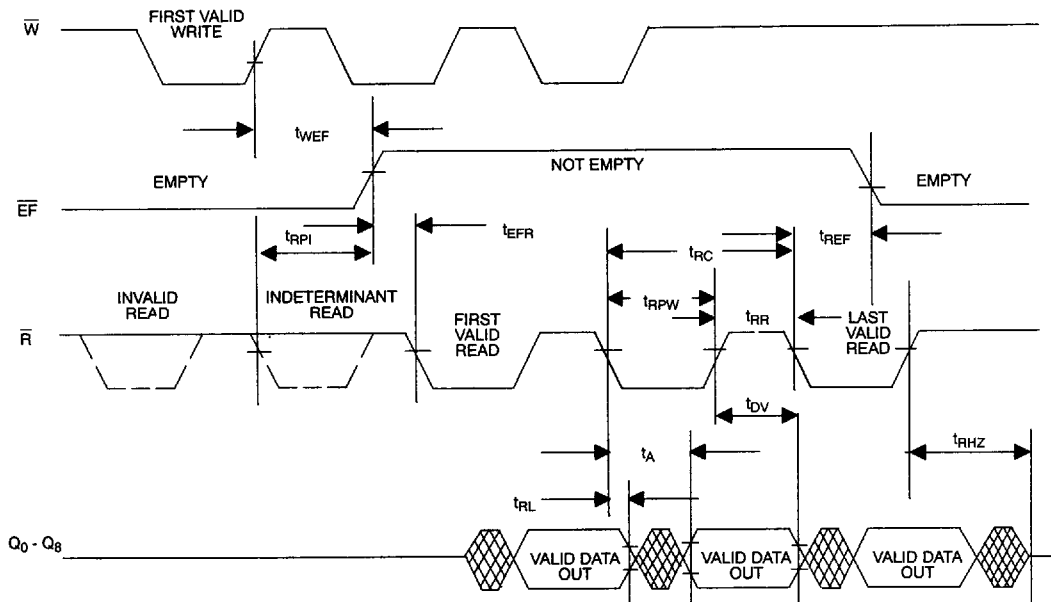 W
FIRST VALID
WRITE
tWEF
NOT EMPTY
EMPTY
EMPTY
EF
tEFR
tREF
tRPI
tRC
INVALID
READ
INDETERMINANT
READ
tRPW
FIRST
VALID
READ
tRR
LAST
VALID
READ
R
tDV
tA
tRHZ
tRL
Q0 - Q8
VALID DATA
OUT
VALID DATA
OUT
VALID DATA
OUT